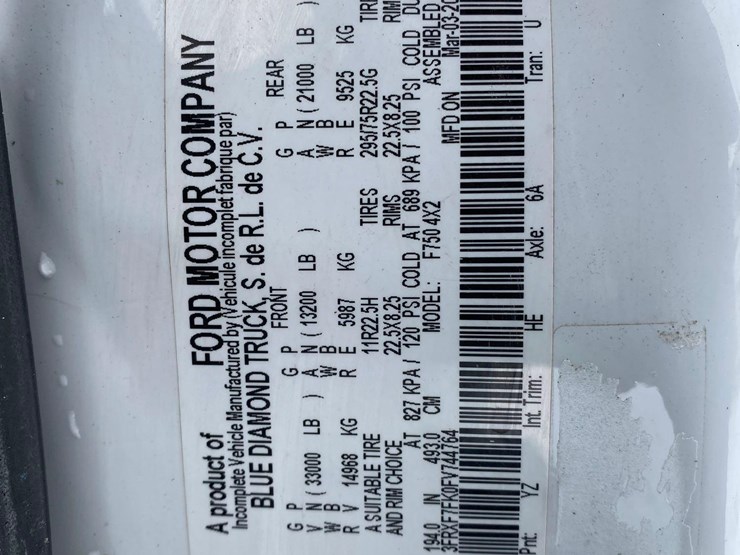 A product of FORD MOTOR COMPANY
Incomplete Vehicle Manufactured by (Vehicule incomplet fabrique par)
BLUE DIAMOND TRUCK, S. de R.L. de C.V.
FRONT REAR
G P G P G P
V N ( 33000 LB ) A N ( 13200 LB ) A N ( 21000 LB )
W B W B W B
R V 14968 KG R E 5987 KG R E 9525 KG
A SUITABLE TIRE 11R22.5H TIRES 295/75R22.5G
AND RIM CHOICE 22.5X8.25 RIMS 22.5X8.25
AT 827 KPA / 120 PSI COLD AT 689 KPA / 100 PSI COLD
ASSEMBLED
194.0 IN 493.0 CM MODEL: F750 4X2 MFD ON
3FRXF7FK0FV744764
Pnt: YZ Int. Trim: HE Axle: 6A Tran: U